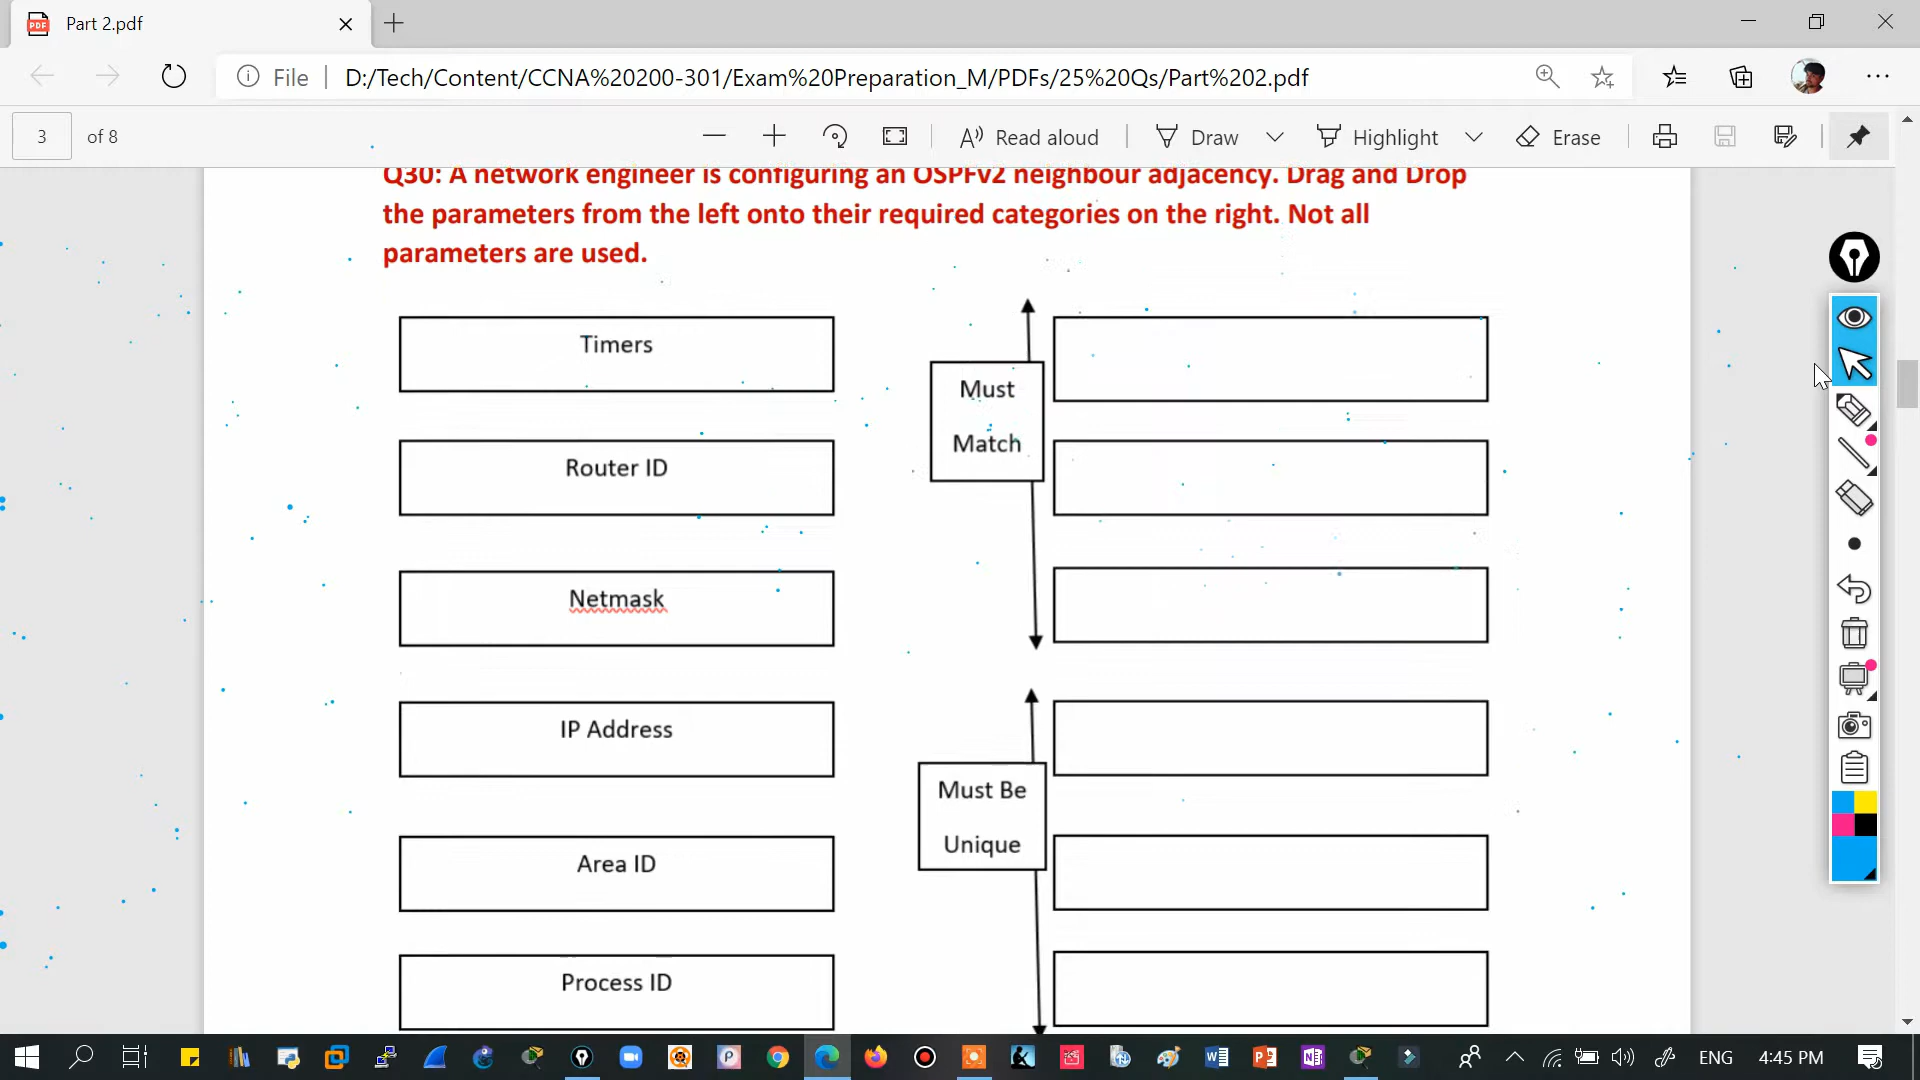 Part 2.pdf
File
D:/Tech/Content/CCNA%20200-301/Exam%20Preparation_M/PDFs/25%20Qs/Part%202.pdf
3 of 8
Read aloud
Draw
Highlight
Erase
Q30: A network engineer is configuring an OSPFv2 neighbour adjacency. Drag and Drop
the parameters from the left onto their required categories on the right. Not all
parameters are used.
Timers
Router ID
Netmask
IP Address
Area ID
Process ID
Must
Match
Must Be
Unique
ENG
4:45 PM